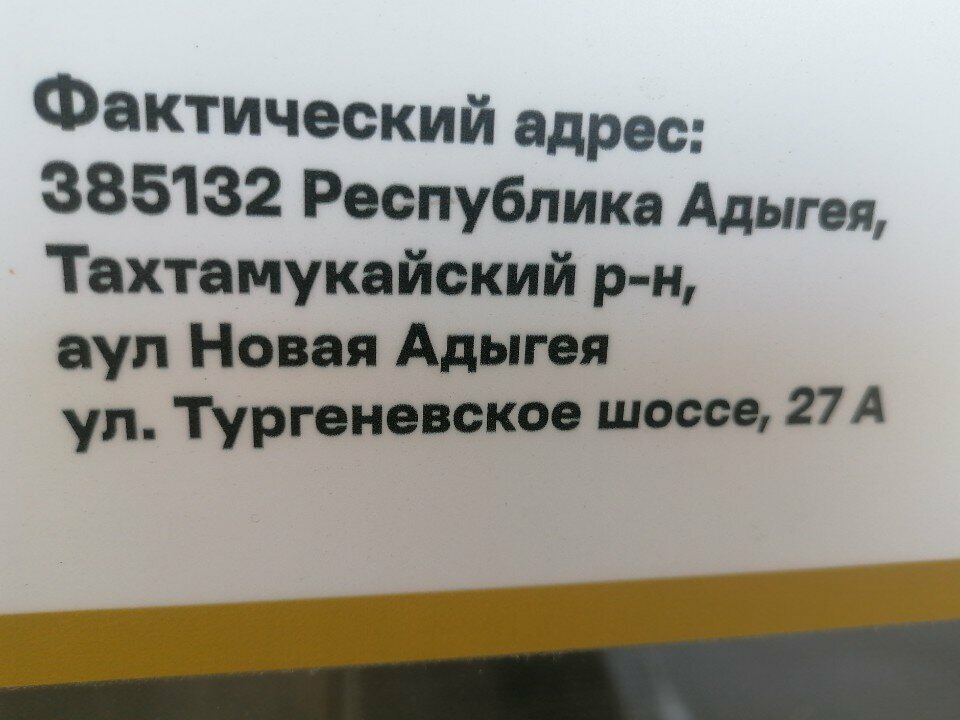 Фактический адрес:
385132 Республика Адыгея,
Тахтамукайский р-н,
аул Новая Адыгея
ул. Тургеневское шоссе, 27 А